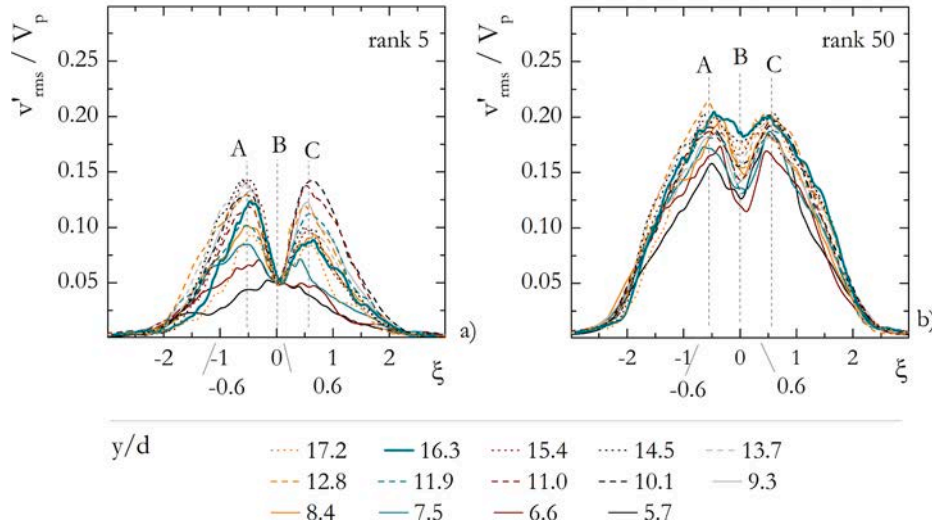 v'rms / Vp
0.25
0.20
0.15
0.10
0.05
rank 5
A
B
C
a)
-2
-1
0
1
2
ξ
-0.6
0.6
v'rms / Vp
0.25
0.20
0.15
0.10
0.05
rank 50
A
B
C
b)
-2
-1
0
1
2
ξ
-0.6
0.6
y/d
17.2 16.3 15.4 14.5 13.7
12.8 11.9 11.0 10.1 9.3
8.4 7.5 6.6 5.7